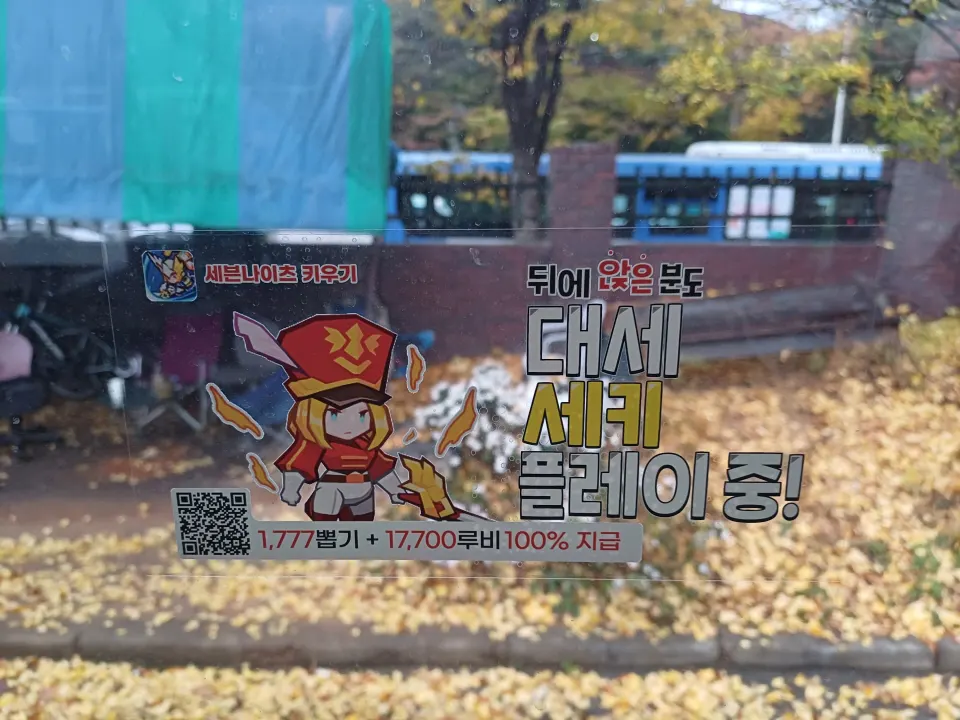 세븐나이츠 키우기
뒤에 앉은 분도
대세
세키
플레이 중!
1,777뽑기 + 17,700루비 100% 지급